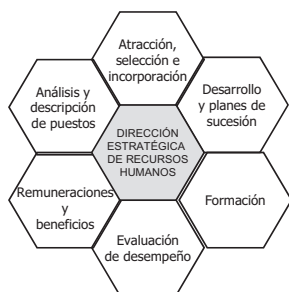 Atracción,
selección e
incorporación
Análisis y
descripción
de puestos
Desarrollo
y planes de
sucesión
DIRECCIÓN
ESTRATÉGICA
DE RECURSOS
HUMANOS
Remuneraciones
y
beneficios
Formación
Evaluación
de desempeño